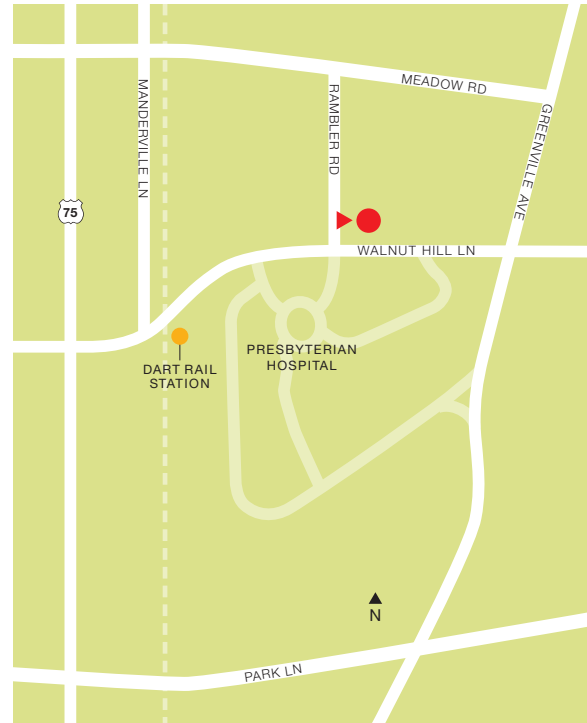 MEADOW RD
MANDERVILLE LN
RAMBLER RD
GREENVILLE AVE
75
WALNUT HILL LN
PRESBYTERIAN
HOSPITAL
DART RAIL
STATION
N
PARK LN